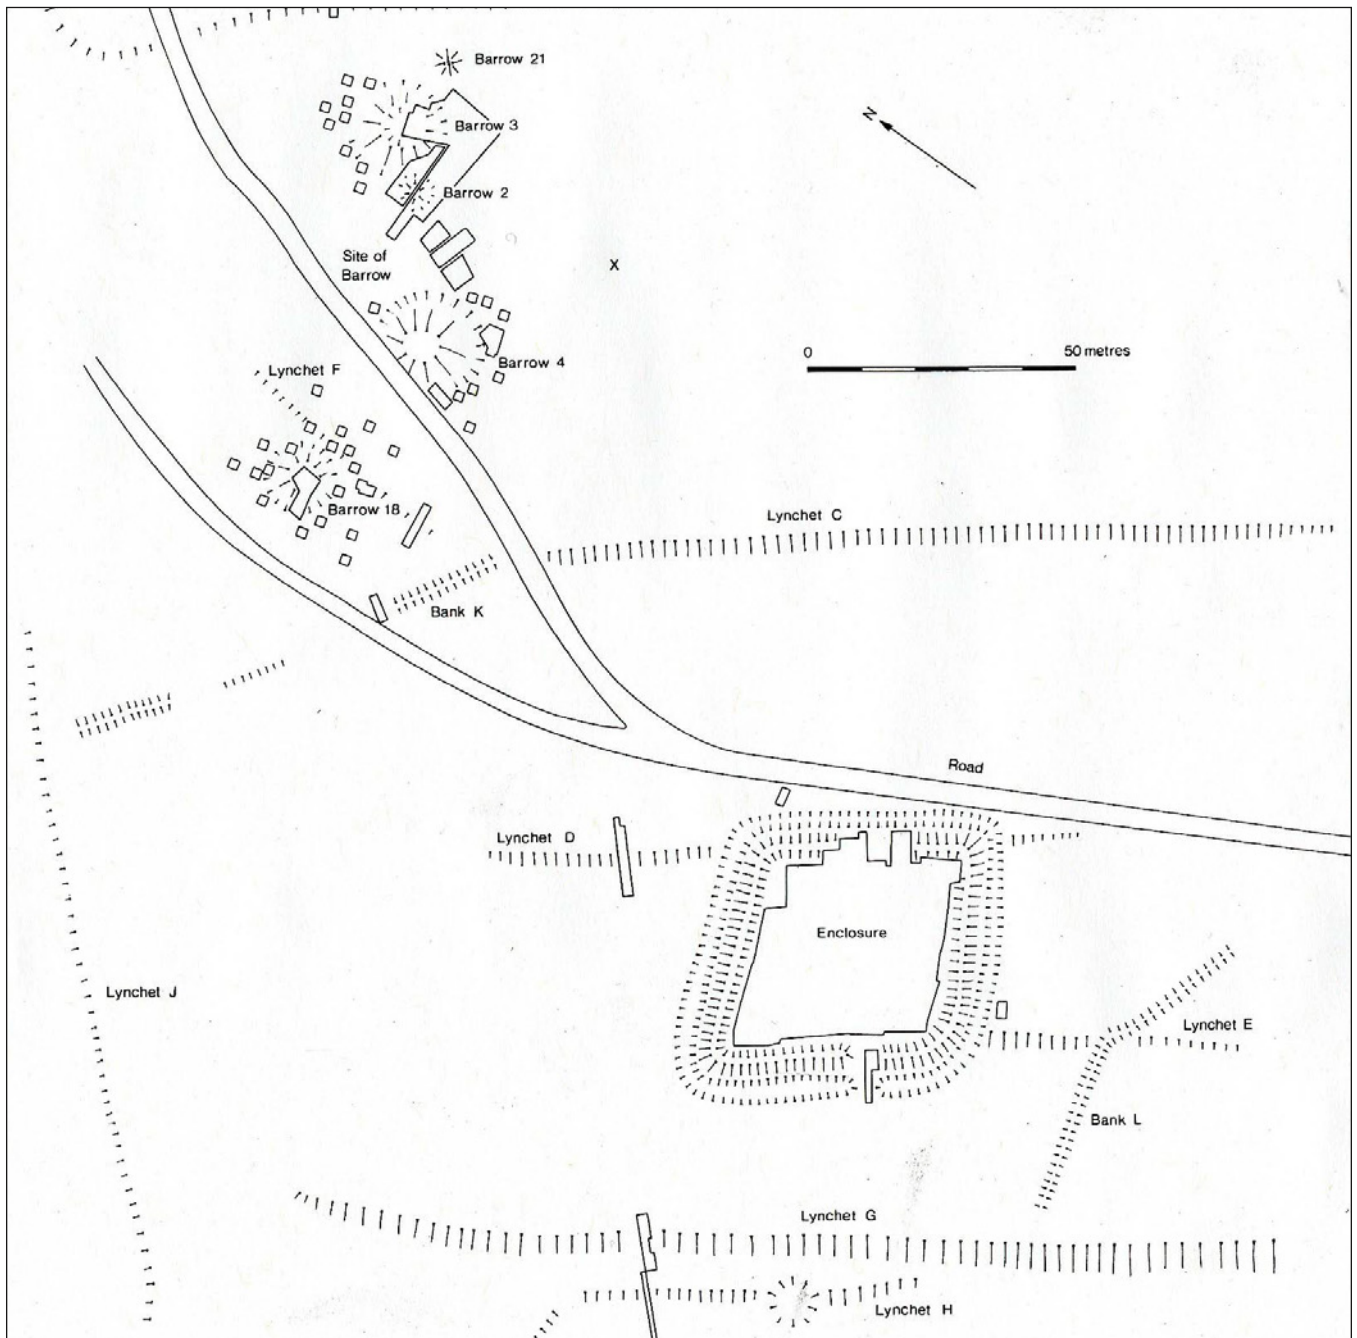 Barrow 21
N
Barrow 3
Barrow 2
Site of
Barrow
X
0 50 metres
Barrow 4
Lynchet F
Barrow 18
Lynchet C
Bank K
Road
Lynchet D
Enclosure
Lynchet J
Lynchet E
Bank L
Lynchet G
Lynchet H